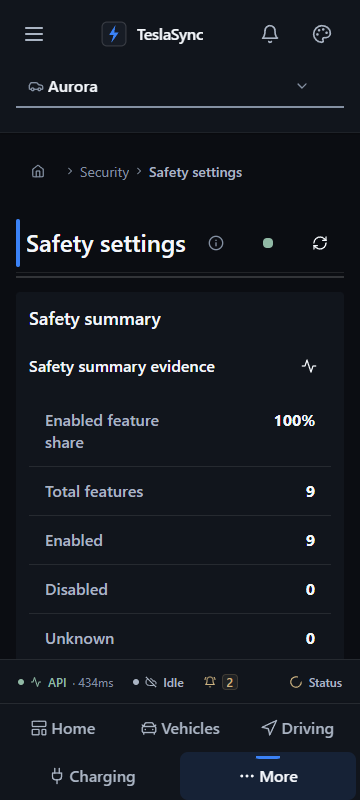 TeslaSync
Aurora
Security Safety settings
Safety settings
Safety summary
Safety summary evidence
Enabled feature share 100%
Total features 9
Enabled 9
Disabled 0
Unknown 0
API · 434ms Idle 2 Status
Home Vehicles Driving
Charging More